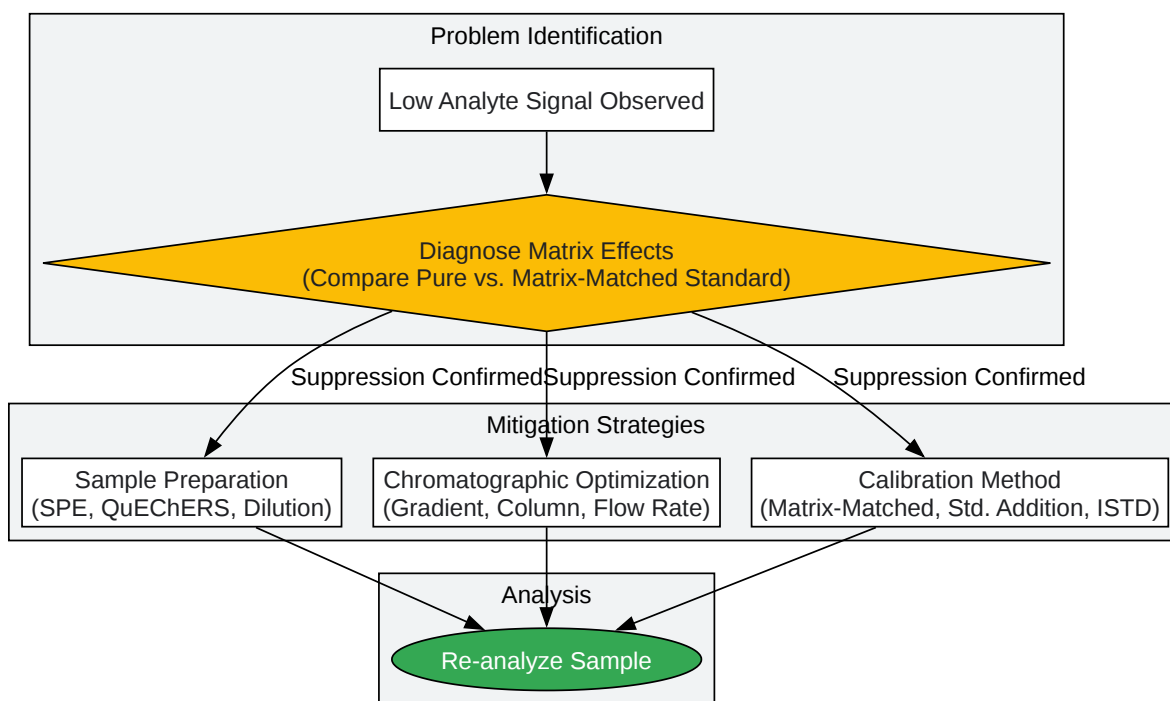 Problem Identification
Low Analyte Signal Observed
Diagnose Matrix Effects
(Compare Pure vs. Matrix-Matched Standard)
Suppression Confirmed
Suppression Confirmed
Suppression Confirmed
Mitigation Strategies
Sample Preparation
(SPE, QuEChERS, Dilution)
Chromatographic Optimization
(Gradient, Column, Flow Rate)
Calibration Method
(Matrix-Matched, Std. Addition, ISTD)
Analysis
Re-analyze Sample